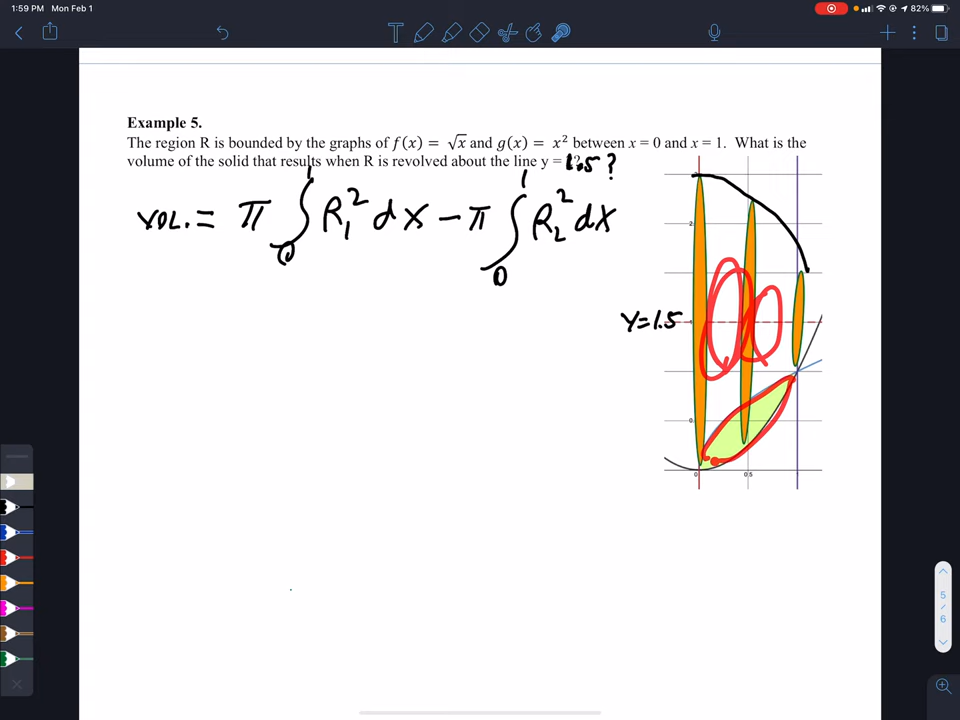 1:59 PM Mon Feb 1
82%
Example 5.
The region R is bounded by the graphs of f(x) = √x and g(x) = x² between x = 0 and x = 1. What is the
volume of the solid that results when R is revolved about the line y = 1.5?
VOL. = π ∫₀¹ R₁² dx − π ∫₀¹ R₂² dx
2
Y=1.5
0
0.5
5
/
6